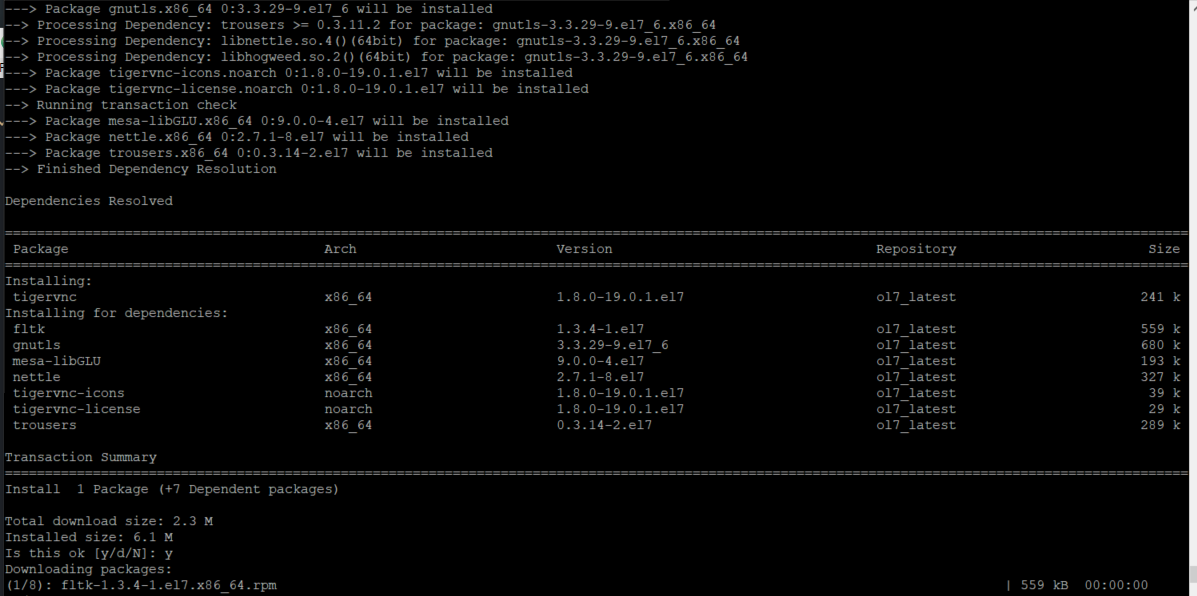 ---> Package gnutls.x86_64 0:3.3.29-9.el7_6 will be installed
--> Processing Dependency: trousers >= 0.3.11.2 for package: gnutls-3.3.29-9.el7_6.x86_64
--> Processing Dependency: libnettle.so.4()(64bit) for package: gnutls-3.3.29-9.el7_6.x86_64
--> Processing Dependency: libhogweed.so.2()(64bit) for package: gnutls-3.3.29-9.el7_6.x86_64
---> Package tigervnc-icons.noarch 0:1.8.0-19.0.1.el7 will be installed
---> Package tigervnc-license.noarch 0:1.8.0-19.0.1.el7 will be installed
--> Running transaction check
---> Package mesa-libGLU.x86_64 0:9.0.0-4.el7 will be installed
---> Package nettle.x86_64 0:2.7.1-8.el7 will be installed
---> Package trousers.x86_64 0:0.3.14-2.el7 will be installed
--> Finished Dependency Resolution
Dependencies Resolved
Package Arch Version Repository Size
Installing:
tigervnc x86_64 1.8.0-19.0.1.el7 ol7_latest 241 k
Installing for dependencies:
fltk x86_64 1.3.4-1.el7 ol7_latest 559 k
gnutls x86_64 3.3.29-9.el7_6 ol7_latest 680 k
mesa-libGLU x86_64 9.0.0-4.el7 ol7_latest 193 k
nettle x86_64 2.7.1-8.el7 ol7_latest 327 k
tigervnc-icons noarch 1.8.0-19.0.1.el7 ol7_latest 39 k
tigervnc-license noarch 1.8.0-19.0.1.el7 ol7_latest 29 k
trousers x86_64 0.3.14-2.el7 ol7_latest 289 k
Transaction Summary
Install 1 Package (+7 Dependent packages)
Total download size: 2.3 M
Installed size: 6.1 M
Is this ok [y/d/N]: y
Downloading packages:
(1/8): fltk-1.3.4-1.el7.x86_64.rpm | 559 kB 00:00:00